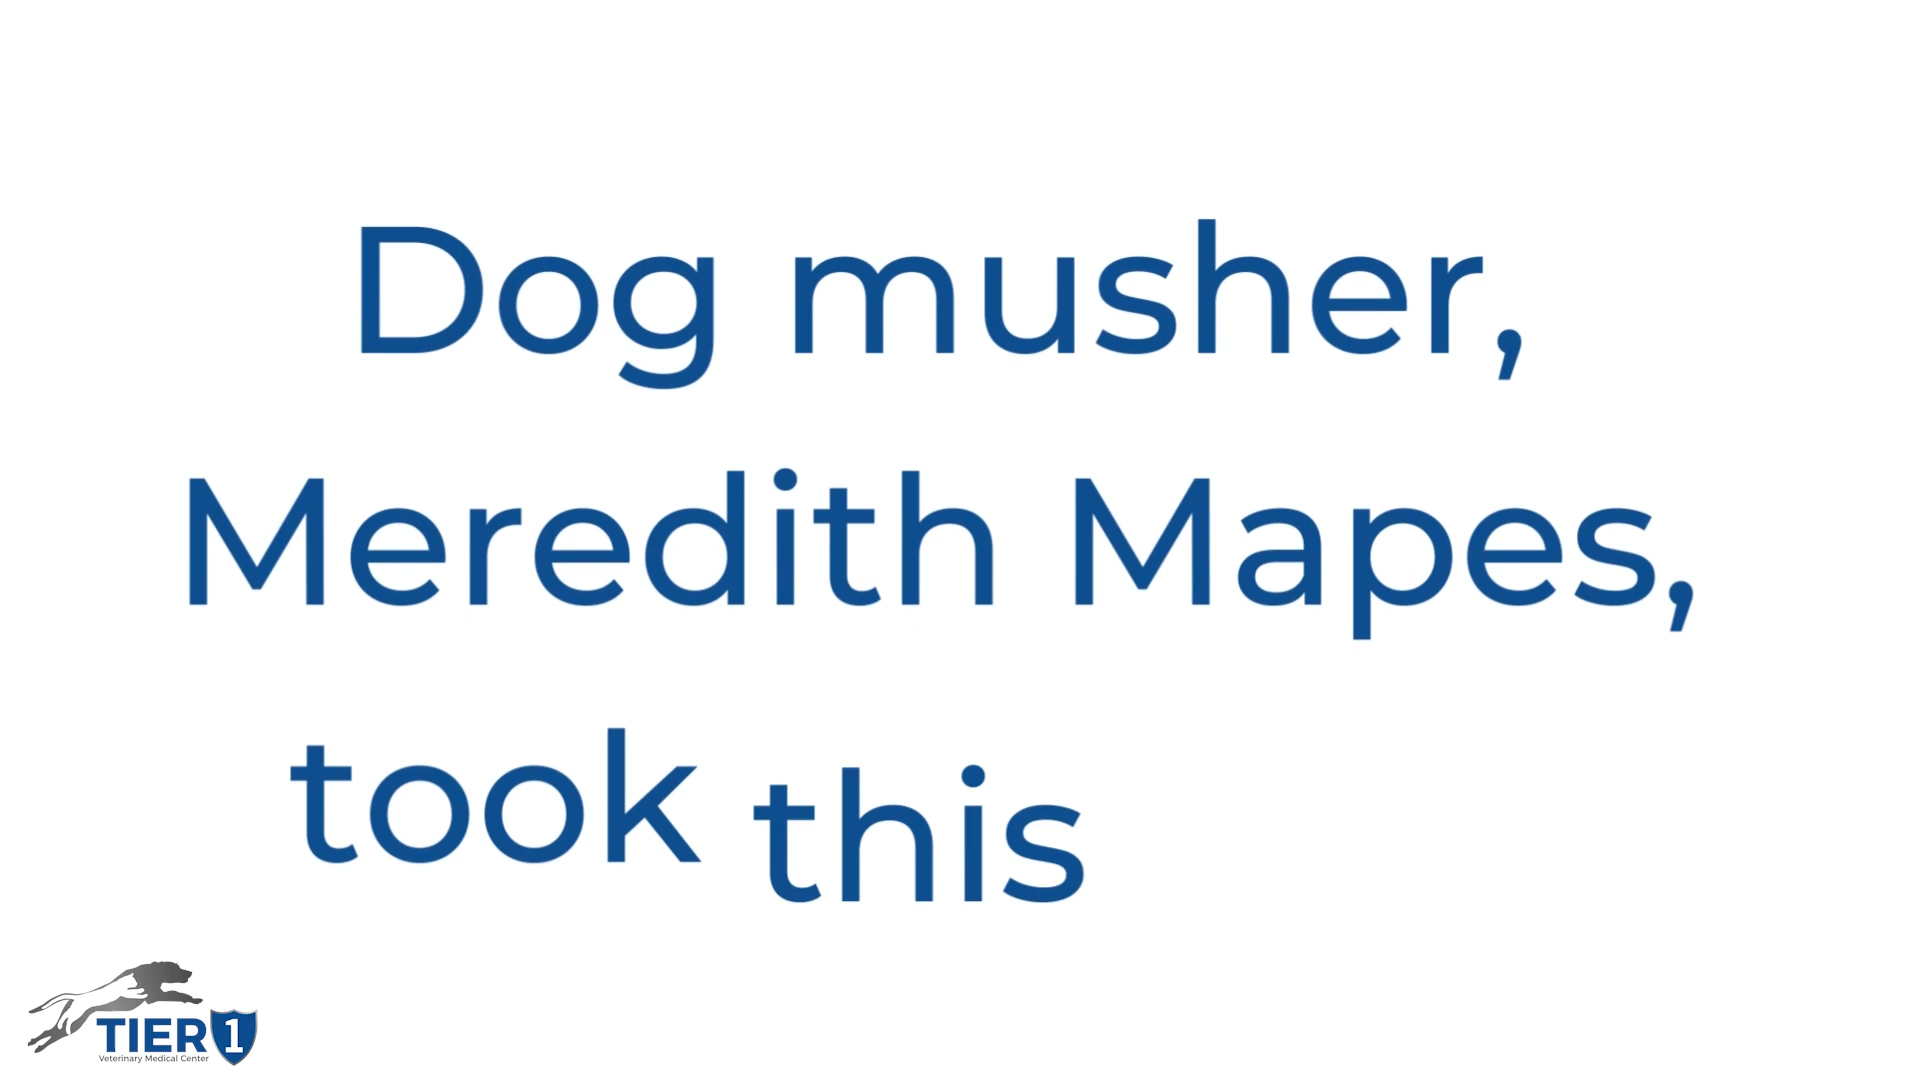 Dog musher,
Meredith Mapes,
took this
TIER 1
Veterinary Medical Center